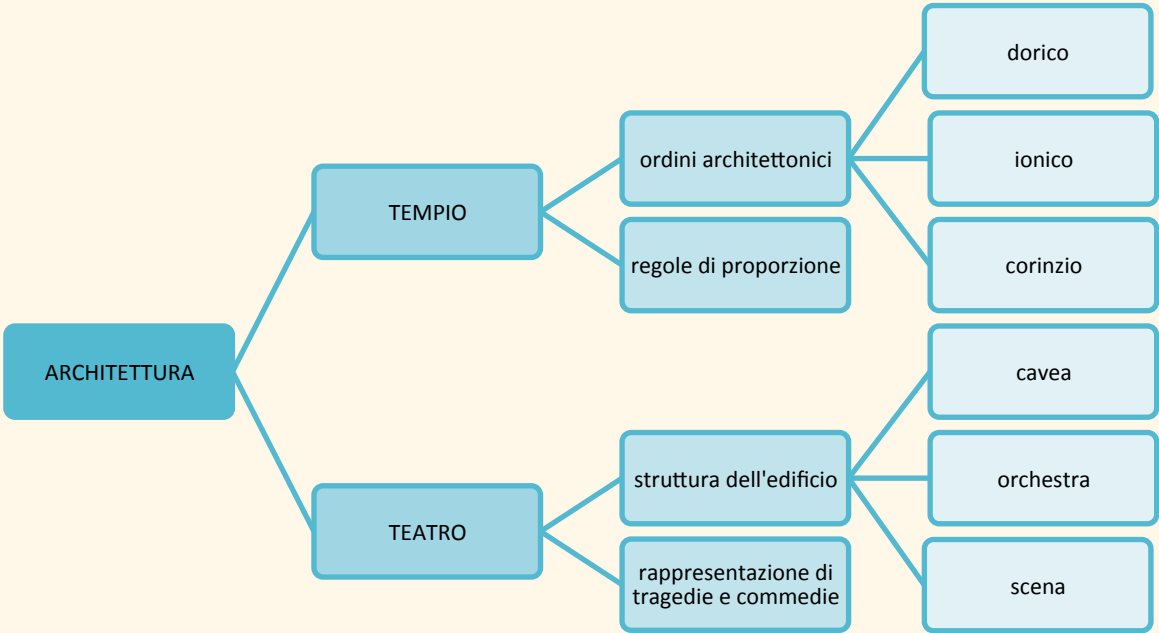 ARCHITETTURA
TEMPIO
ordini architettonici
dorico
ionico
corinzio
regole di proporzione
TEATRO
struttura dell'edificio
cavea
orchestra
scena
rappresentazione di
tragedie e commedie